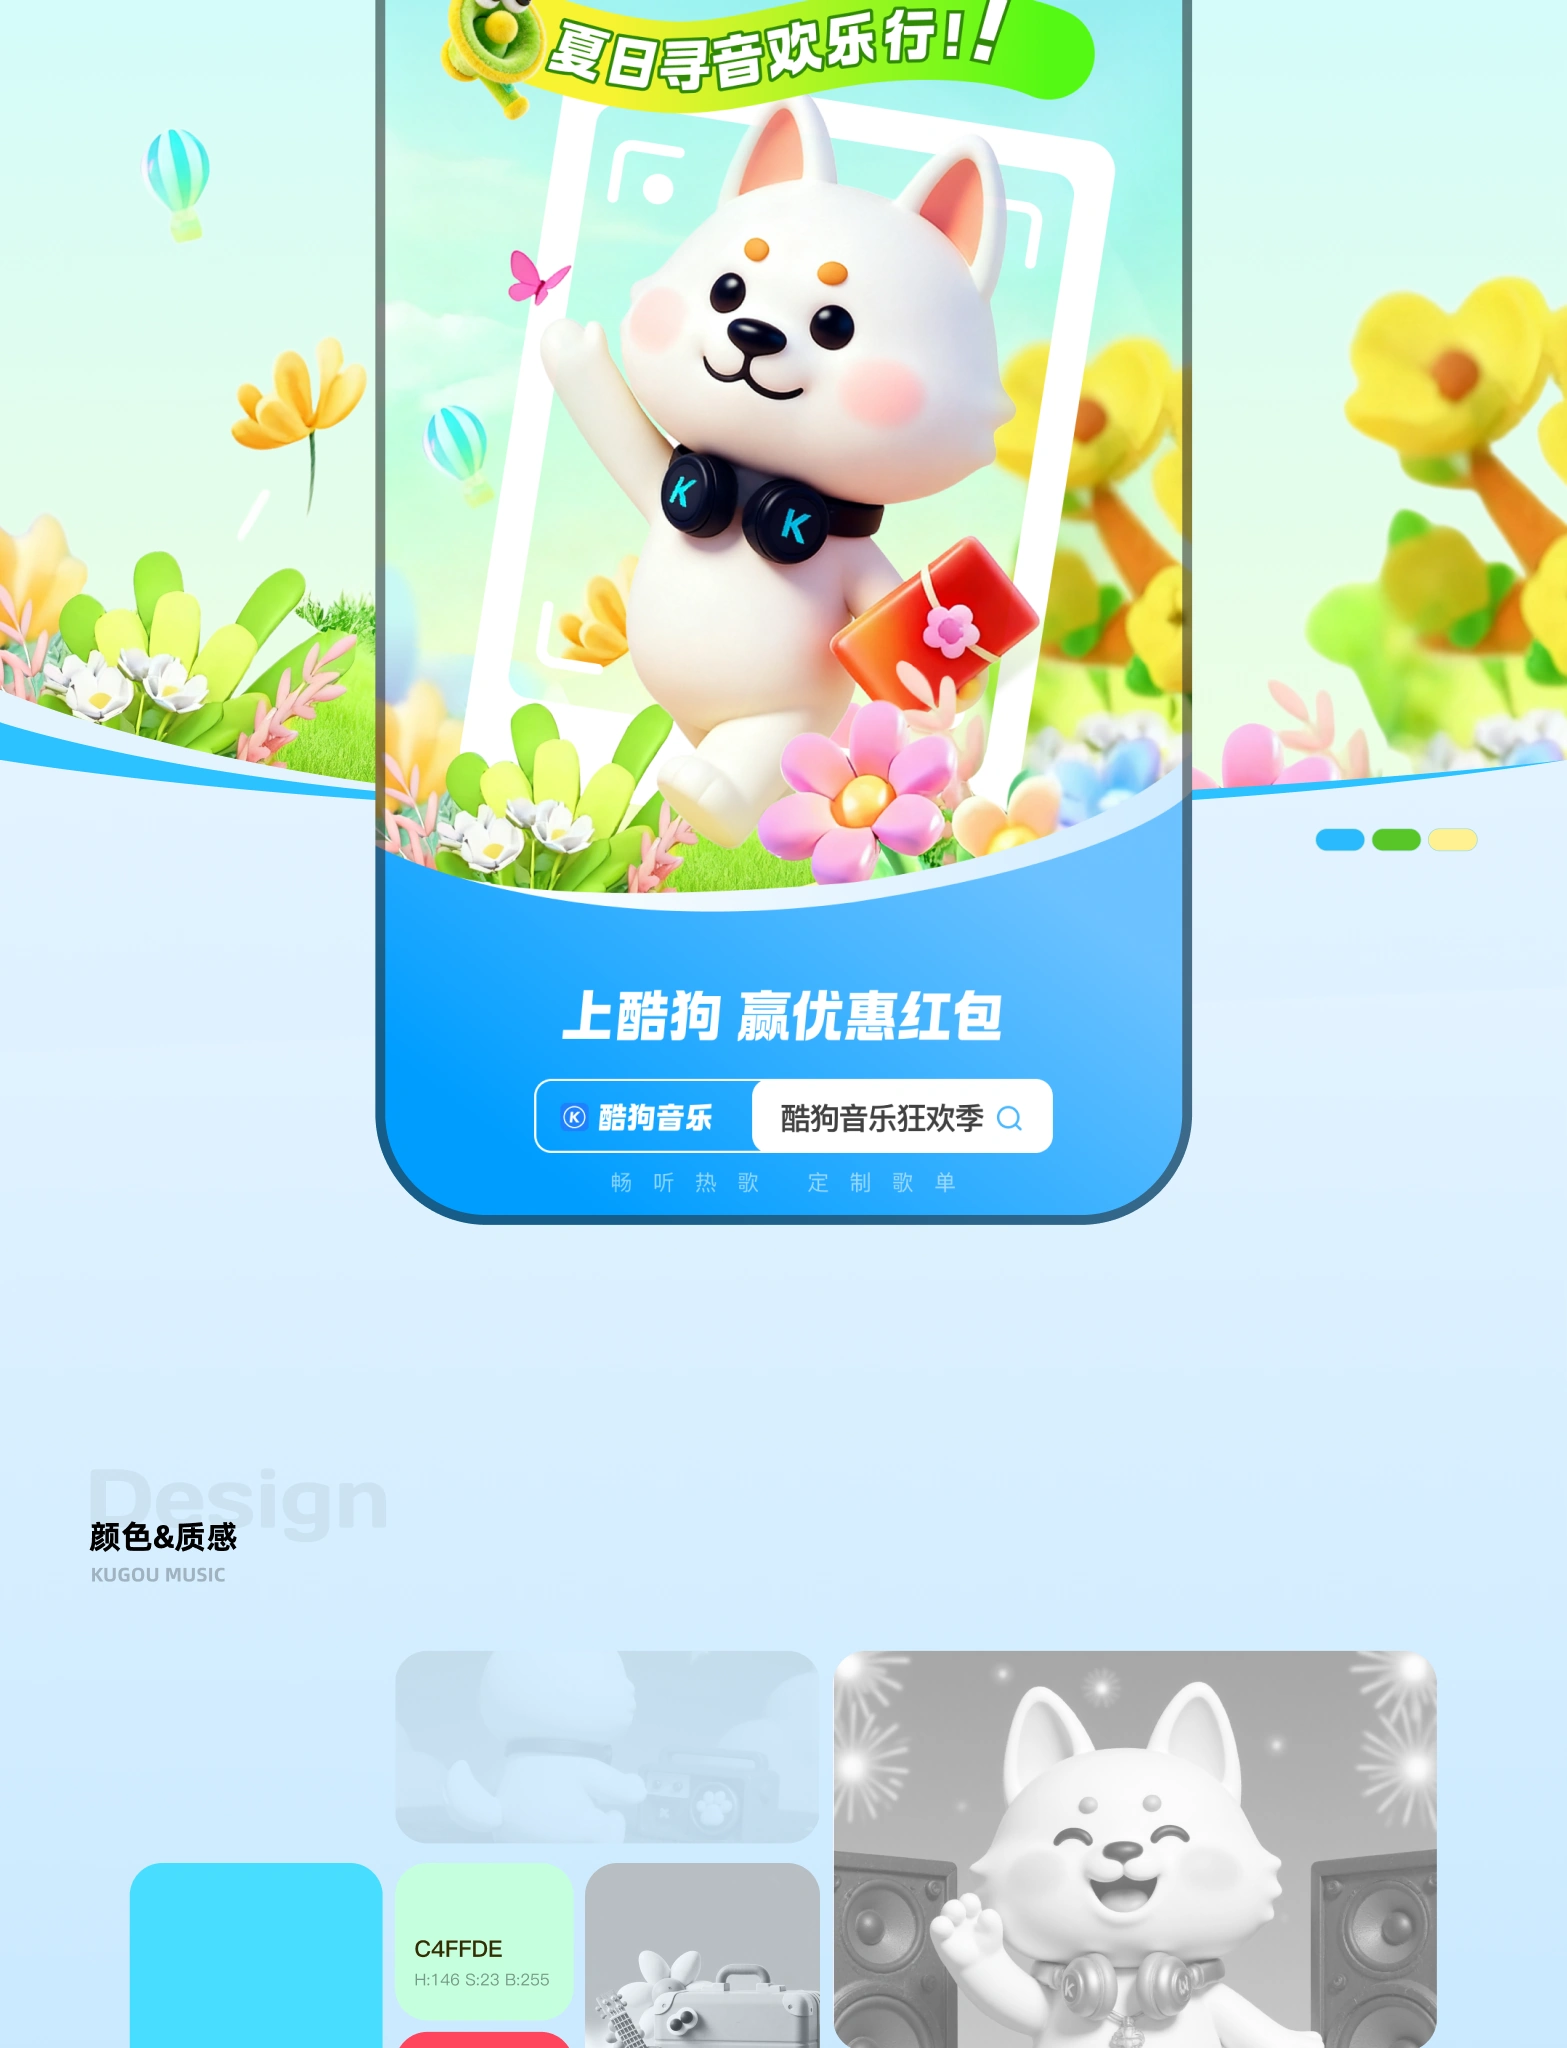 夏日寻音欢乐行!!
K K
上酷狗 赢优惠红包
K 酷狗音乐 酷狗音乐狂欢季
畅听热歌 定制歌单
Design
颜色&质感
KUGOU MUSIC
C4FFDE
H:146 S:23 B:255